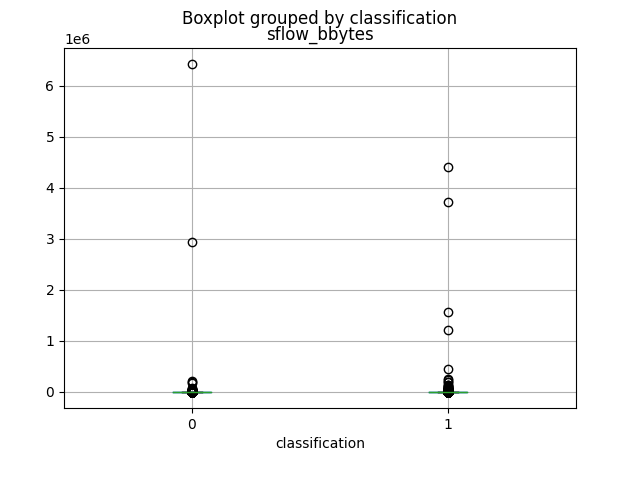 Boxplot grouped by classification
sflow_bbytes
1e6
6
5
4
3
2
1
0
0 1
classification